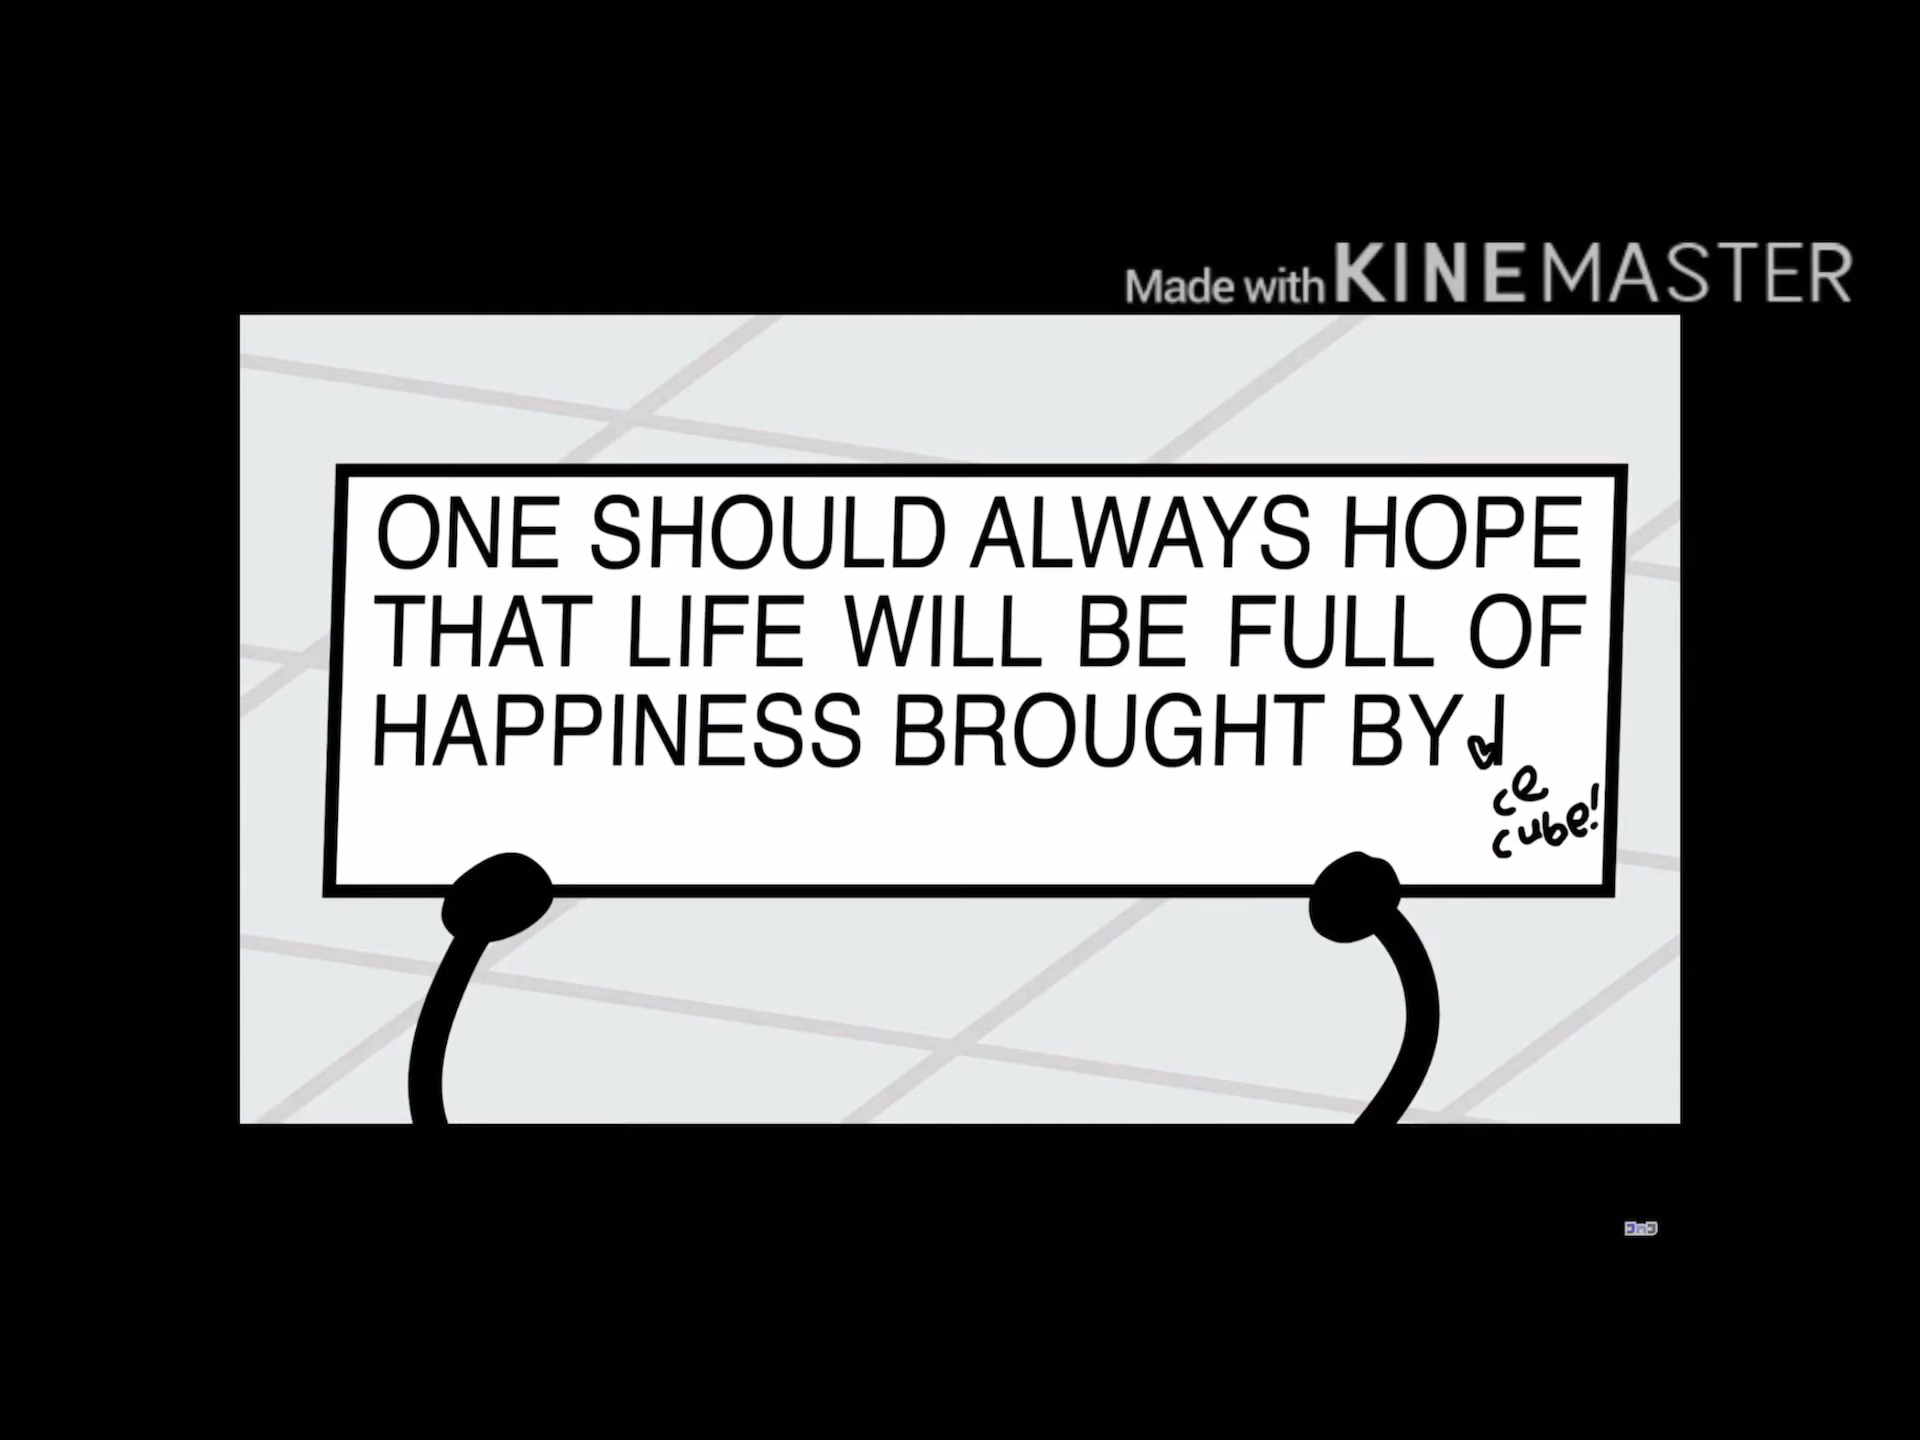 Made with KINEMASTER
ONE SHOULD ALWAYS HOPE
THAT LIFE WILL BE FULL OF
HAPPINESS BROUGHT BY I
ce
cube!